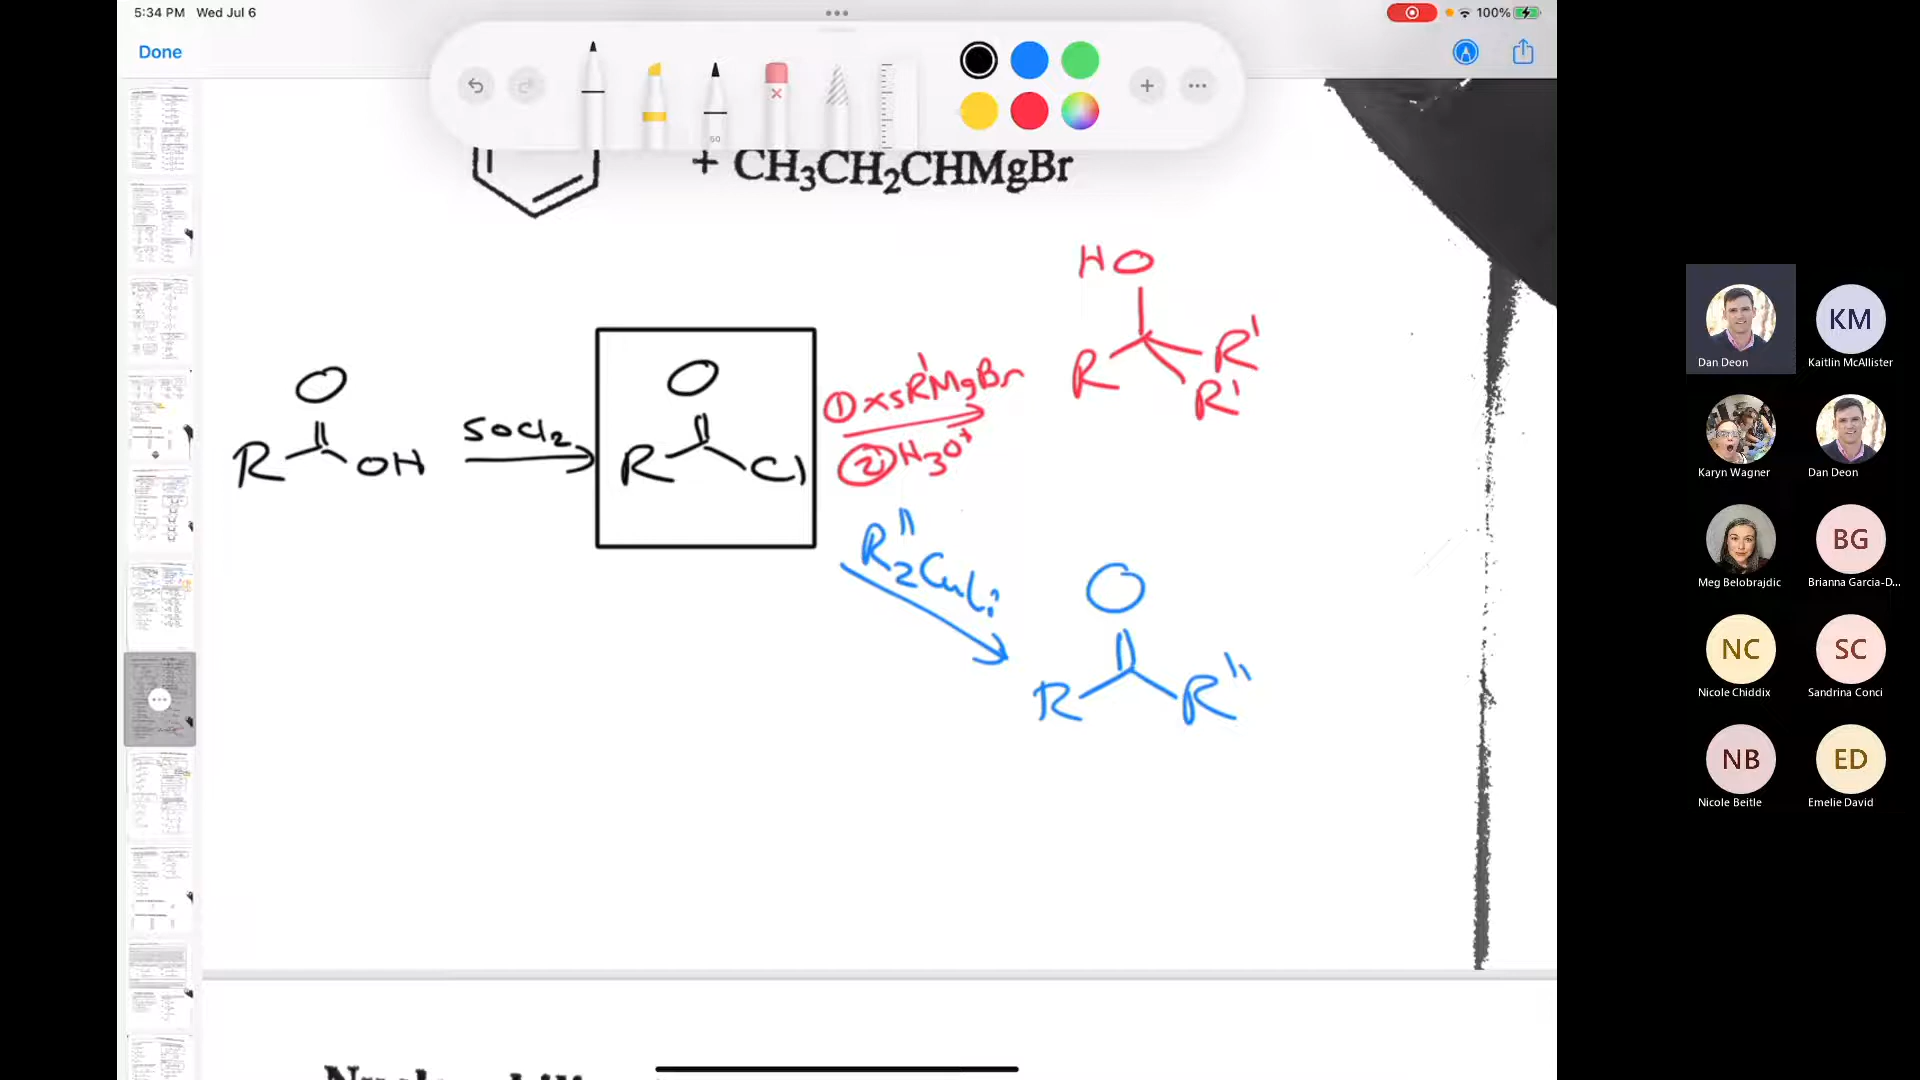 5:34 PM Wed Jul 6
100%
Done
50
+ CH₃CH₂CHMgBr
HO
R R'
R'
O
R OH
SOCl₂
O
R Cl
① xs R'MgBr
② H₃O⁺
R''₂CuLi
O
R R''
Dan Deon
KM
Kaitlin McAllister
Karyn Wagner
Dan Deon
Meg Belobrajdic
BG
Brianna Garcia-D...
NC
Nicole Chiddix
SC
Sandrina Conci
NB
Nicole Beitle
ED
Emelie David